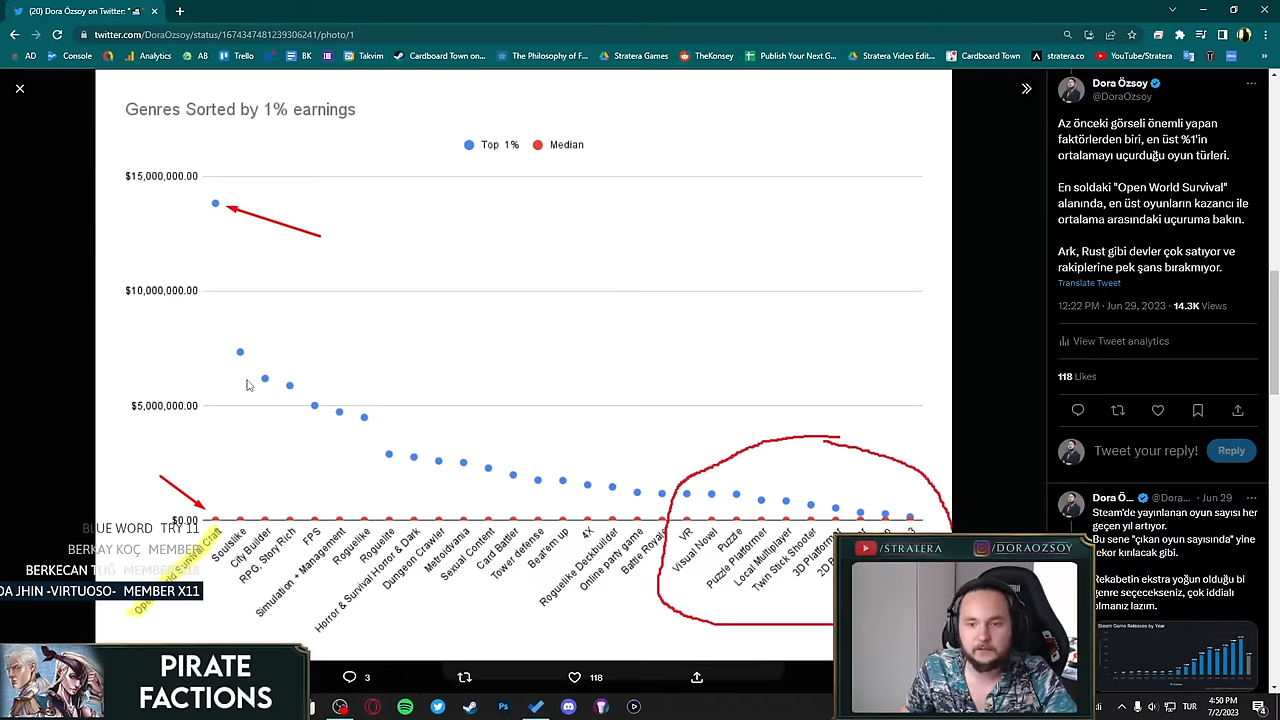 (20) Dora Özsoy on Twitter: "
twitter.com/DoraOzsoy/status/1674347481239306241/photo/1
AD
Console
Analytics
AE
BB
UI
Trello
BK
IG
Takvim
Cardboard Town on...
The Philosophy of F...
Stratera Games
TheKonsey
Publish Your Next G...
Stratera Video Edit...
Cardboard Town
stratera.co
YouTube/Stratera
Genres Sorted by 1% earnings
Top 1%
Median
$15,000,000.00
$10,000,000.00
$5,000,000.00
$0.00
Soulslike
City Builder
RPG, Story Rich
FPS
Simulation + Management
Roguelike
Roguelite
Horror & Survival Horror & Dark
Dungeon Crawler
Metroidvania
Sexual Content
Card Battler
Tower defense
Beat em up
4X
Roguelike Deckbuilder
Online party game
Battle Royale
VR
Visual Novel
Puzzle
Puzzle Platformer
Local Multiplayer
Twin Stick Shooter
3D Platformer
2D
BLUE WORD TRY 11
BERKAY KOÇ MEMBER
BERKECAN TUĞ MEMBER
DA JHIN -VIRTUOSO- MEMBER X11
PIRATE
FACTIONS
3
118
Dora Özsoy
@DoraOzsoy
Az önceki görseli önemli yapan
faktörlerden biri, en üst %1'in
ortalamayı uçurduğu oyun türleri.
En soldaki "Open World Survival"
alanında, en üst oyunların kazancı ile
ortalama arasındaki uçuruma bakın.
Ark, Rust gibi devler çok satıyor ve
rakiplerine pek şans bırakmıyor.
Translate Tweet
12:22 PM · Jun 29, 2023 · 14.3K Views
View Tweet analytics
118 Likes
Tweet your reply!
Reply
Dora Ö...
@Dora... · Jun 29
Steam'de yayınlanan oyun sayısı her
geçen yıl artıyor.
Bu sene "çıkan oyun sayısında" yine
rekor kırılacak gibi.
Rekabetin ekstra yoğun olduğu bi
genre seçecekseniz, çok iddialı
olmanız lazım.
Steam Game Releases by Year
/STRATERA
/DORAOZSOY
TUR
4:50 PM
7/2/2023